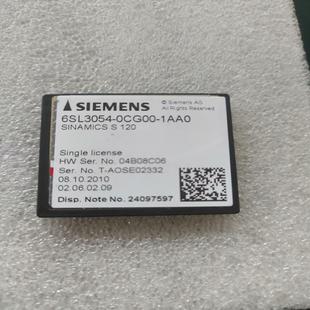 SIEMENS
© Siemens AG
All Rights Reserved
6SL3054-0CG00-1AA0
SINAMICS S 120
Single license
HW Ser. No. 04B08C06
Ser. No. T-AOSE02332
08.10.2010
02.06.02.09
Disp. Note No. 24097597